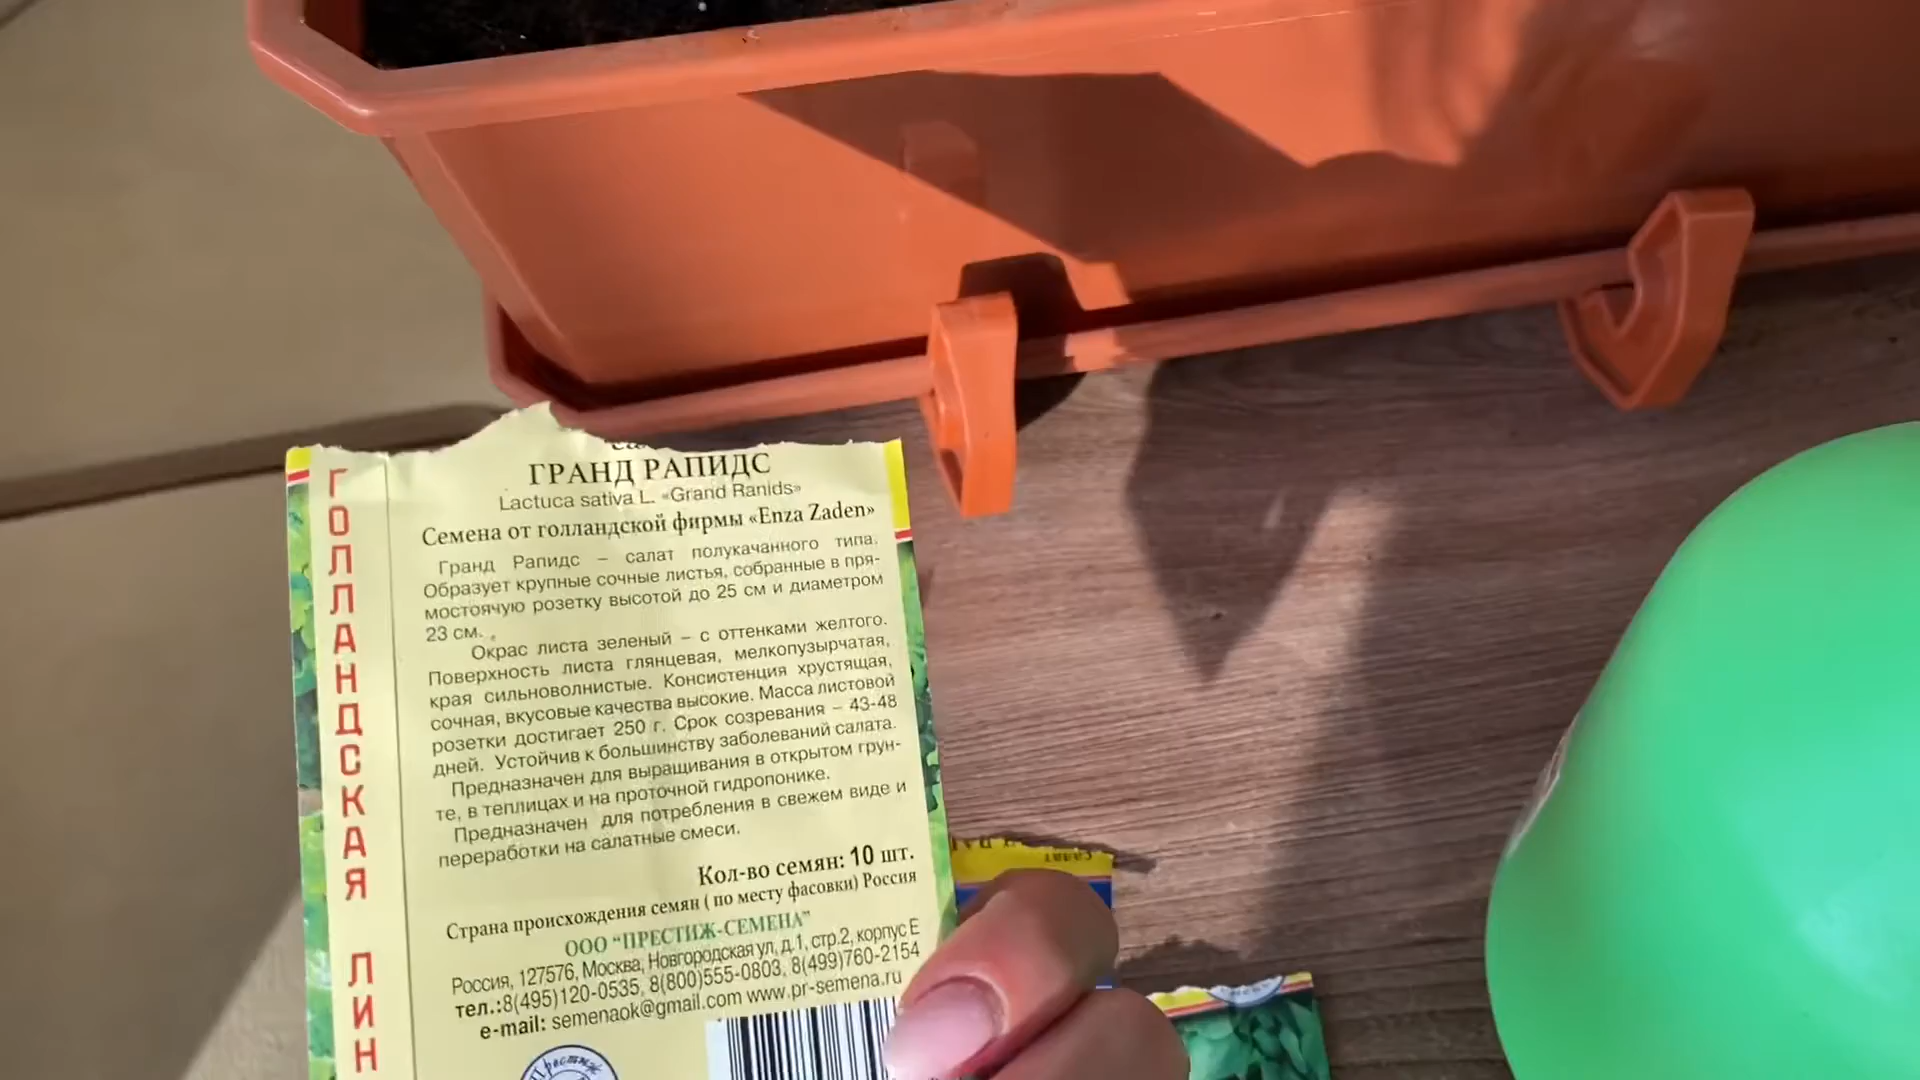 ГОЛЛАНДСКАЯ ЛИН
ГРАНД РАПИДС
Lactuca sativa L. «Grand Ranids»
Семена от голландской фирмы «Enza Zaden»
Гранд Рапидс – салат полукачанного типа.
Образует крупные сочные листья, собранные в пря-
мостоячую розетку высотой до 25 см и диаметром
23 см.
Окрас листа зеленый – с оттенками желтого.
Поверхность листа глянцевая, мелкопузырчатая,
края сильноволнистые. Консистенция хрустящая,
сочная, вкусовые качества высокие. Масса листовой
розетки достигает 250 г. Срок созревания – 43-48
дней. Устойчив к большинству заболеваний салата.
Предназначен для выращивания в открытом грун-
те, в теплицах и на проточной гидропонике.
Предназначен для потребления в свежем виде и
переработки на салатные смеси.
Кол-во семян: 10 шт.
Страна происхождения семян ( по месту фасовки) Россия
ООО "ПРЕСТИЖ-СЕМЕНА"
Россия, 127576, Москва, Новгородская ул, д.1, стр.2, корпус Е
тел.:8(495)120-0535, 8(800)555-0803, 8(499)760-2154
e-mail: semenaok@gmail.com www.pr-semena.ru
Престиж